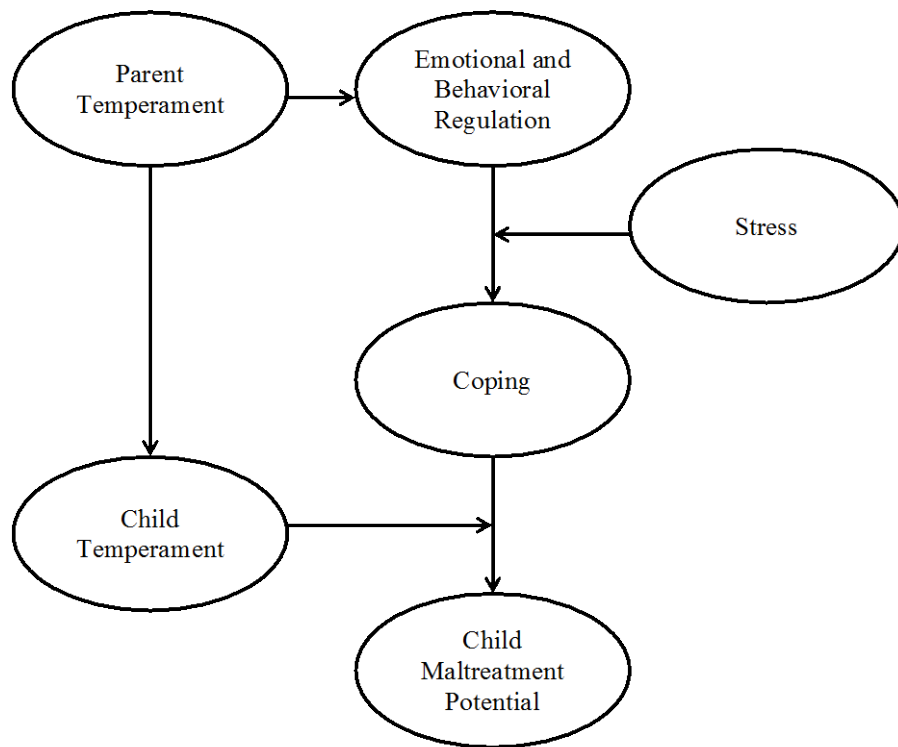 Parent
Temperament
Emotional and
Behavioral
Regulation
Stress
Coping
Child
Temperament
Child
Maltreatment
Potential